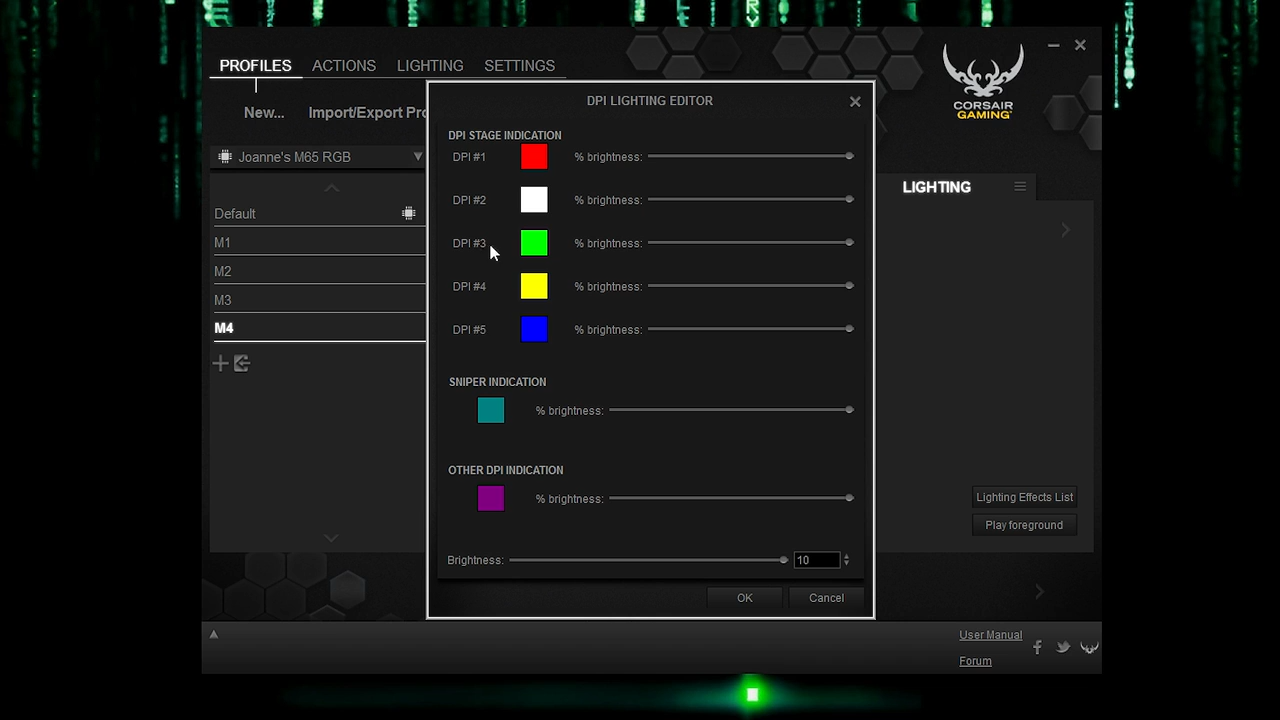 PROFILES ACTIONS LIGHTING SETTINGS
CORSAIR
GAMING
New... Import/Export Pro
DPI LIGHTING EDITOR
Joanne's M65 RGB
Default
M1
M2
M3
M4
DPI STAGE INDICATION
DPI #1 % brightness:
DPI #2 % brightness:
DPI #3 % brightness:
DPI #4 % brightness:
DPI #5 % brightness:
SNIPER INDICATION
% brightness:
OTHER DPI INDICATION
% brightness:
Brightness: 10
OK Cancel
LIGHTING
Lighting Effects List
Play foreground
User Manual
Forum